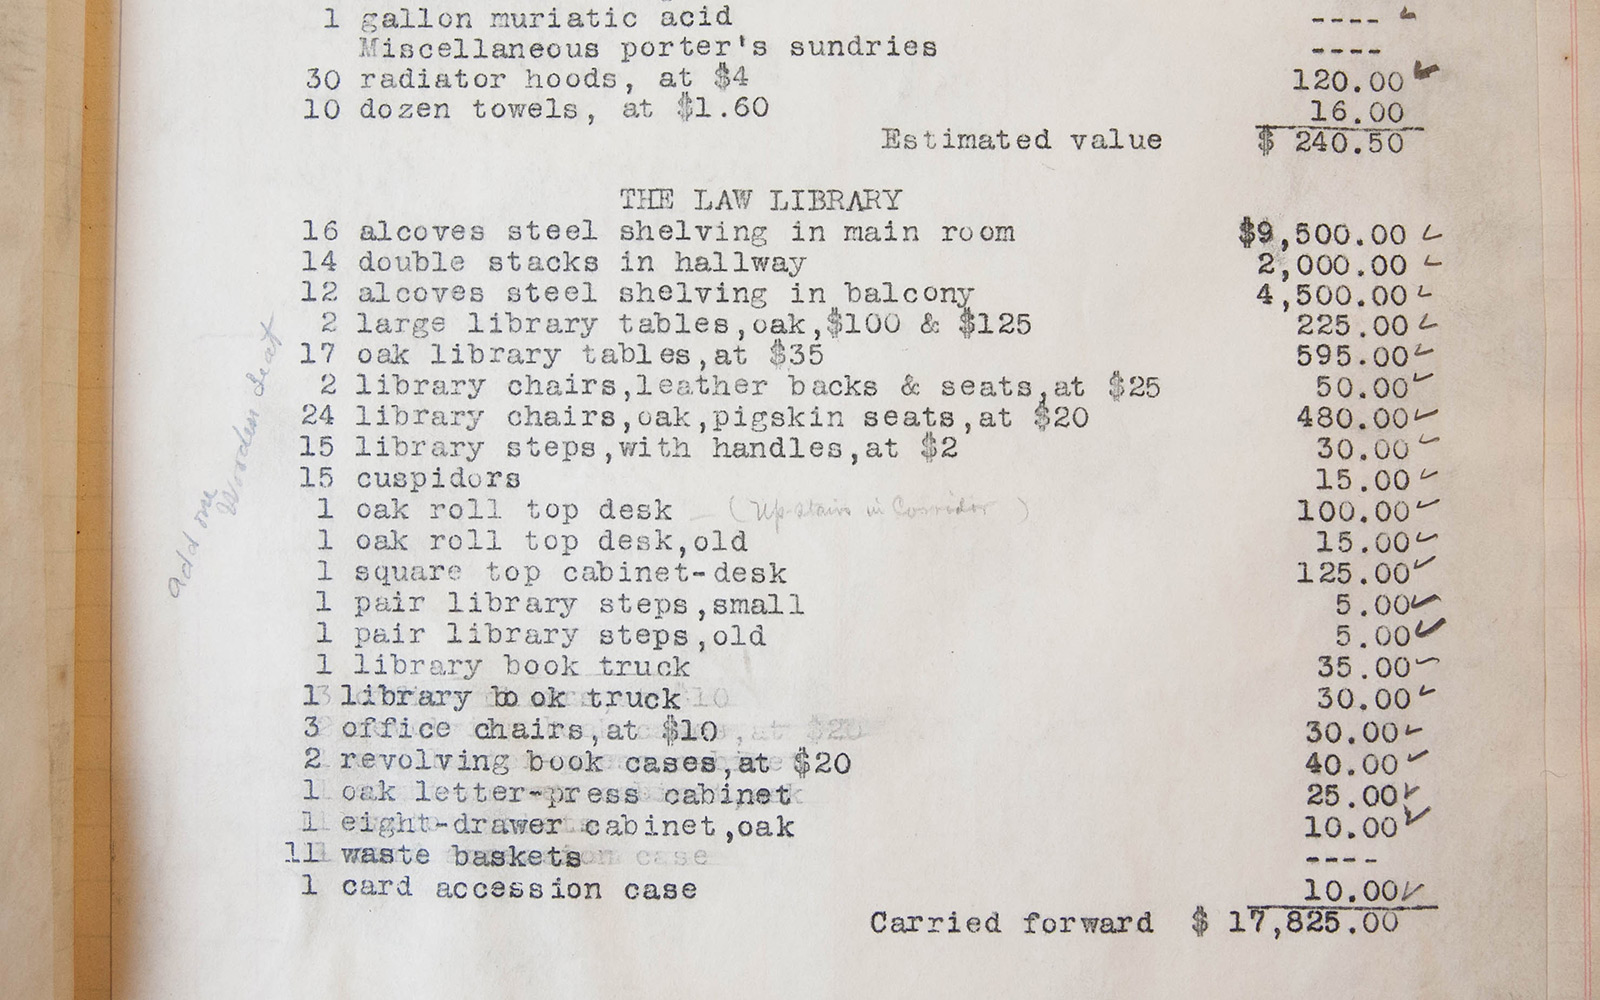 1 gallon muriatic acid ----
Miscellaneous porter's sundries ----
30 radiator hoods, at $4 120.00
10 dozen towels, at $1.60 16.00
Estimated value $ 240.50
THE LAW LIBRARY
16 alcoves steel shelving in main room $9,500.00
14 double stacks in hallway 2,000.00
12 alcoves steel shelving in balcony 4,500.00
2 large library tables,oak,$100 & $125 225.00
17 oak library tables,at $35 595.00
2 library chairs,leather backs & seats,at $25 50.00
24 library chairs,oak,pigskin seats,at $20 480.00
15 library steps,with handles,at $2 30.00
15 cuspidors 15.00
1 oak roll top desk - (Up-stairs in Corridor) 100.00
1 oak roll top desk,old 15.00
1 square top cabinet-desk 125.00
1 pair library steps,small 5.00
1 pair library steps,old 5.00
1 library book truck 35.00
1 library book truck 30.00
3 office chairs,at $10 30.00
2 revolving book cases,at $20 40.00
1 oak letter-press cabinet 25.00
1 eight-drawer cabinet,oak 10.00
11 waste baskets ----
1 card accession case 10.00
Carried forward $ 17,825.00
add one
Wooden Seat